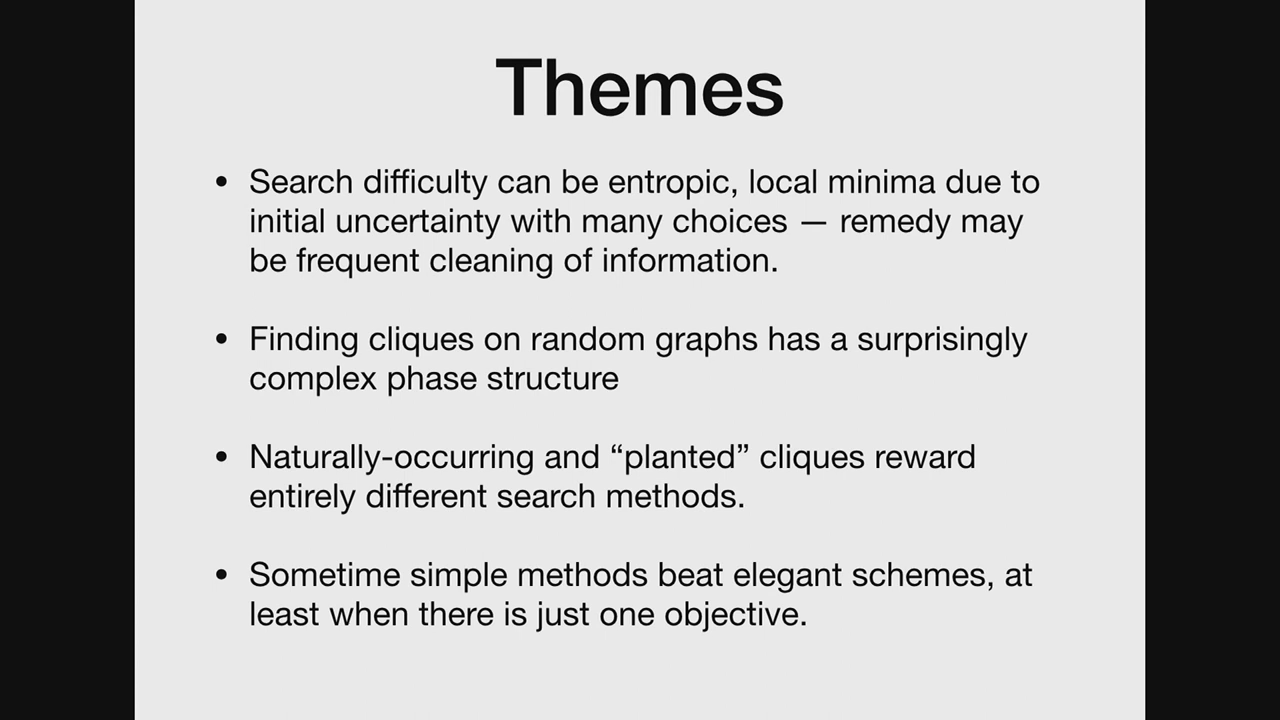 Themes
• Search difficulty can be entropic, local minima due to
initial uncertainty with many choices — remedy may
be frequent cleaning of information.
• Finding cliques on random graphs has a surprisingly
complex phase structure
• Naturally-occurring and “planted” cliques reward
entirely different search methods.
• Sometime simple methods beat elegant schemes, at
least when there is just one objective.